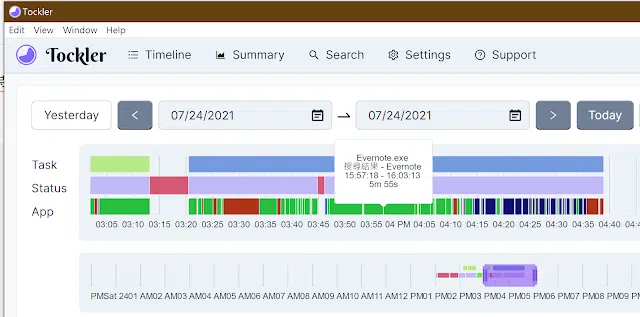 Tockler
Edit View Window Help
Tockler Timeline Summary Search Settings Support
Yesterday < 07/24/2021 07/24/2021 > Today
Evernote.exe
搜尋結果 - Evernote
15:57:18 - 16:03:13
5m 55s
Task
Status
App
03:05 03:10 03:15 03:20 03:25 03:30 03:35 03:40 03:45 03:50 03:55 04 PM 04:05 04:10 04:15 04:20 04:25 04:30 04:35 04:40
PM Sat 24 01 AM 02 AM 03 AM 04 AM 05 AM 06 AM 07 AM 08 AM 09 AM 10 AM 11 AM 12 PM 01 PM 02 PM 03 PM 04 PM 05 PM 06 PM 07 PM 08 PM 09 PM